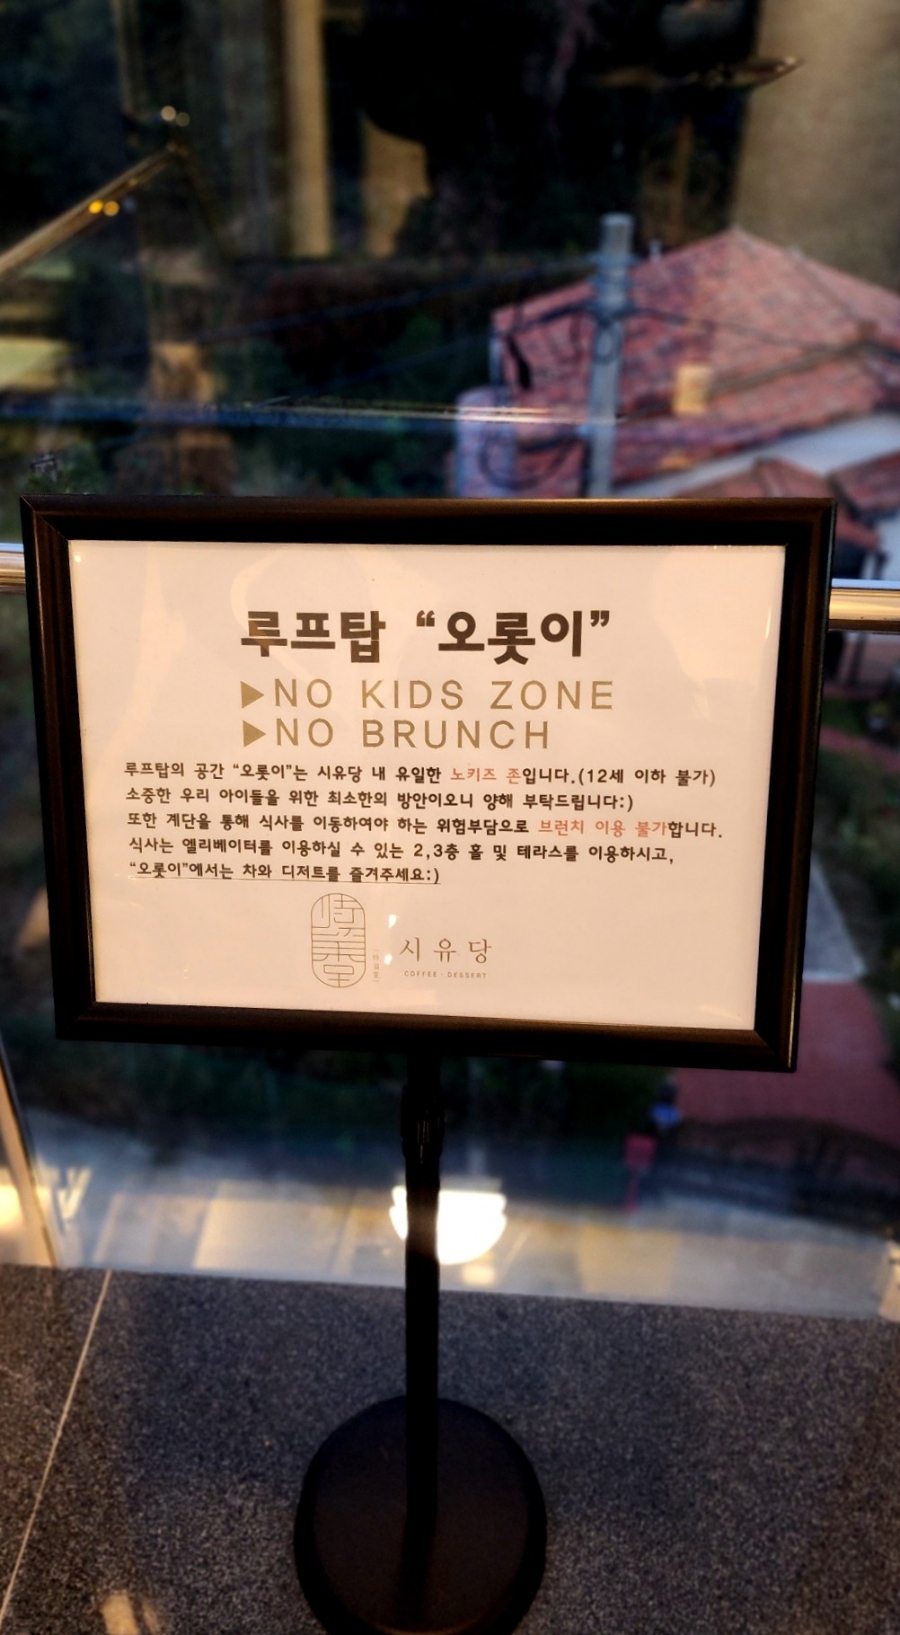 루프탑 “오롯이”
▶NO KIDS ZONE
▶NO BRUNCH
루프탑의 공간 “오롯이”는 시유당 내 유일한 노키즈 존입니다.(12세 이하 불가)
소중한 우리 아이들을 위한 최소한의 방안이오니 양해 부탁드립니다:)
또한 계단을 통해 식사를 이동하여야 하는 위험부담으로 브런치 이용 불가합니다.
식사는 엘리베이터를 이용하실 수 있는 2,3층 홀 및 테라스를 이용하시고,
“오롯이”에서는 차와 디저트를 즐겨주세요:)
시유당
COFFEE · DESSERT